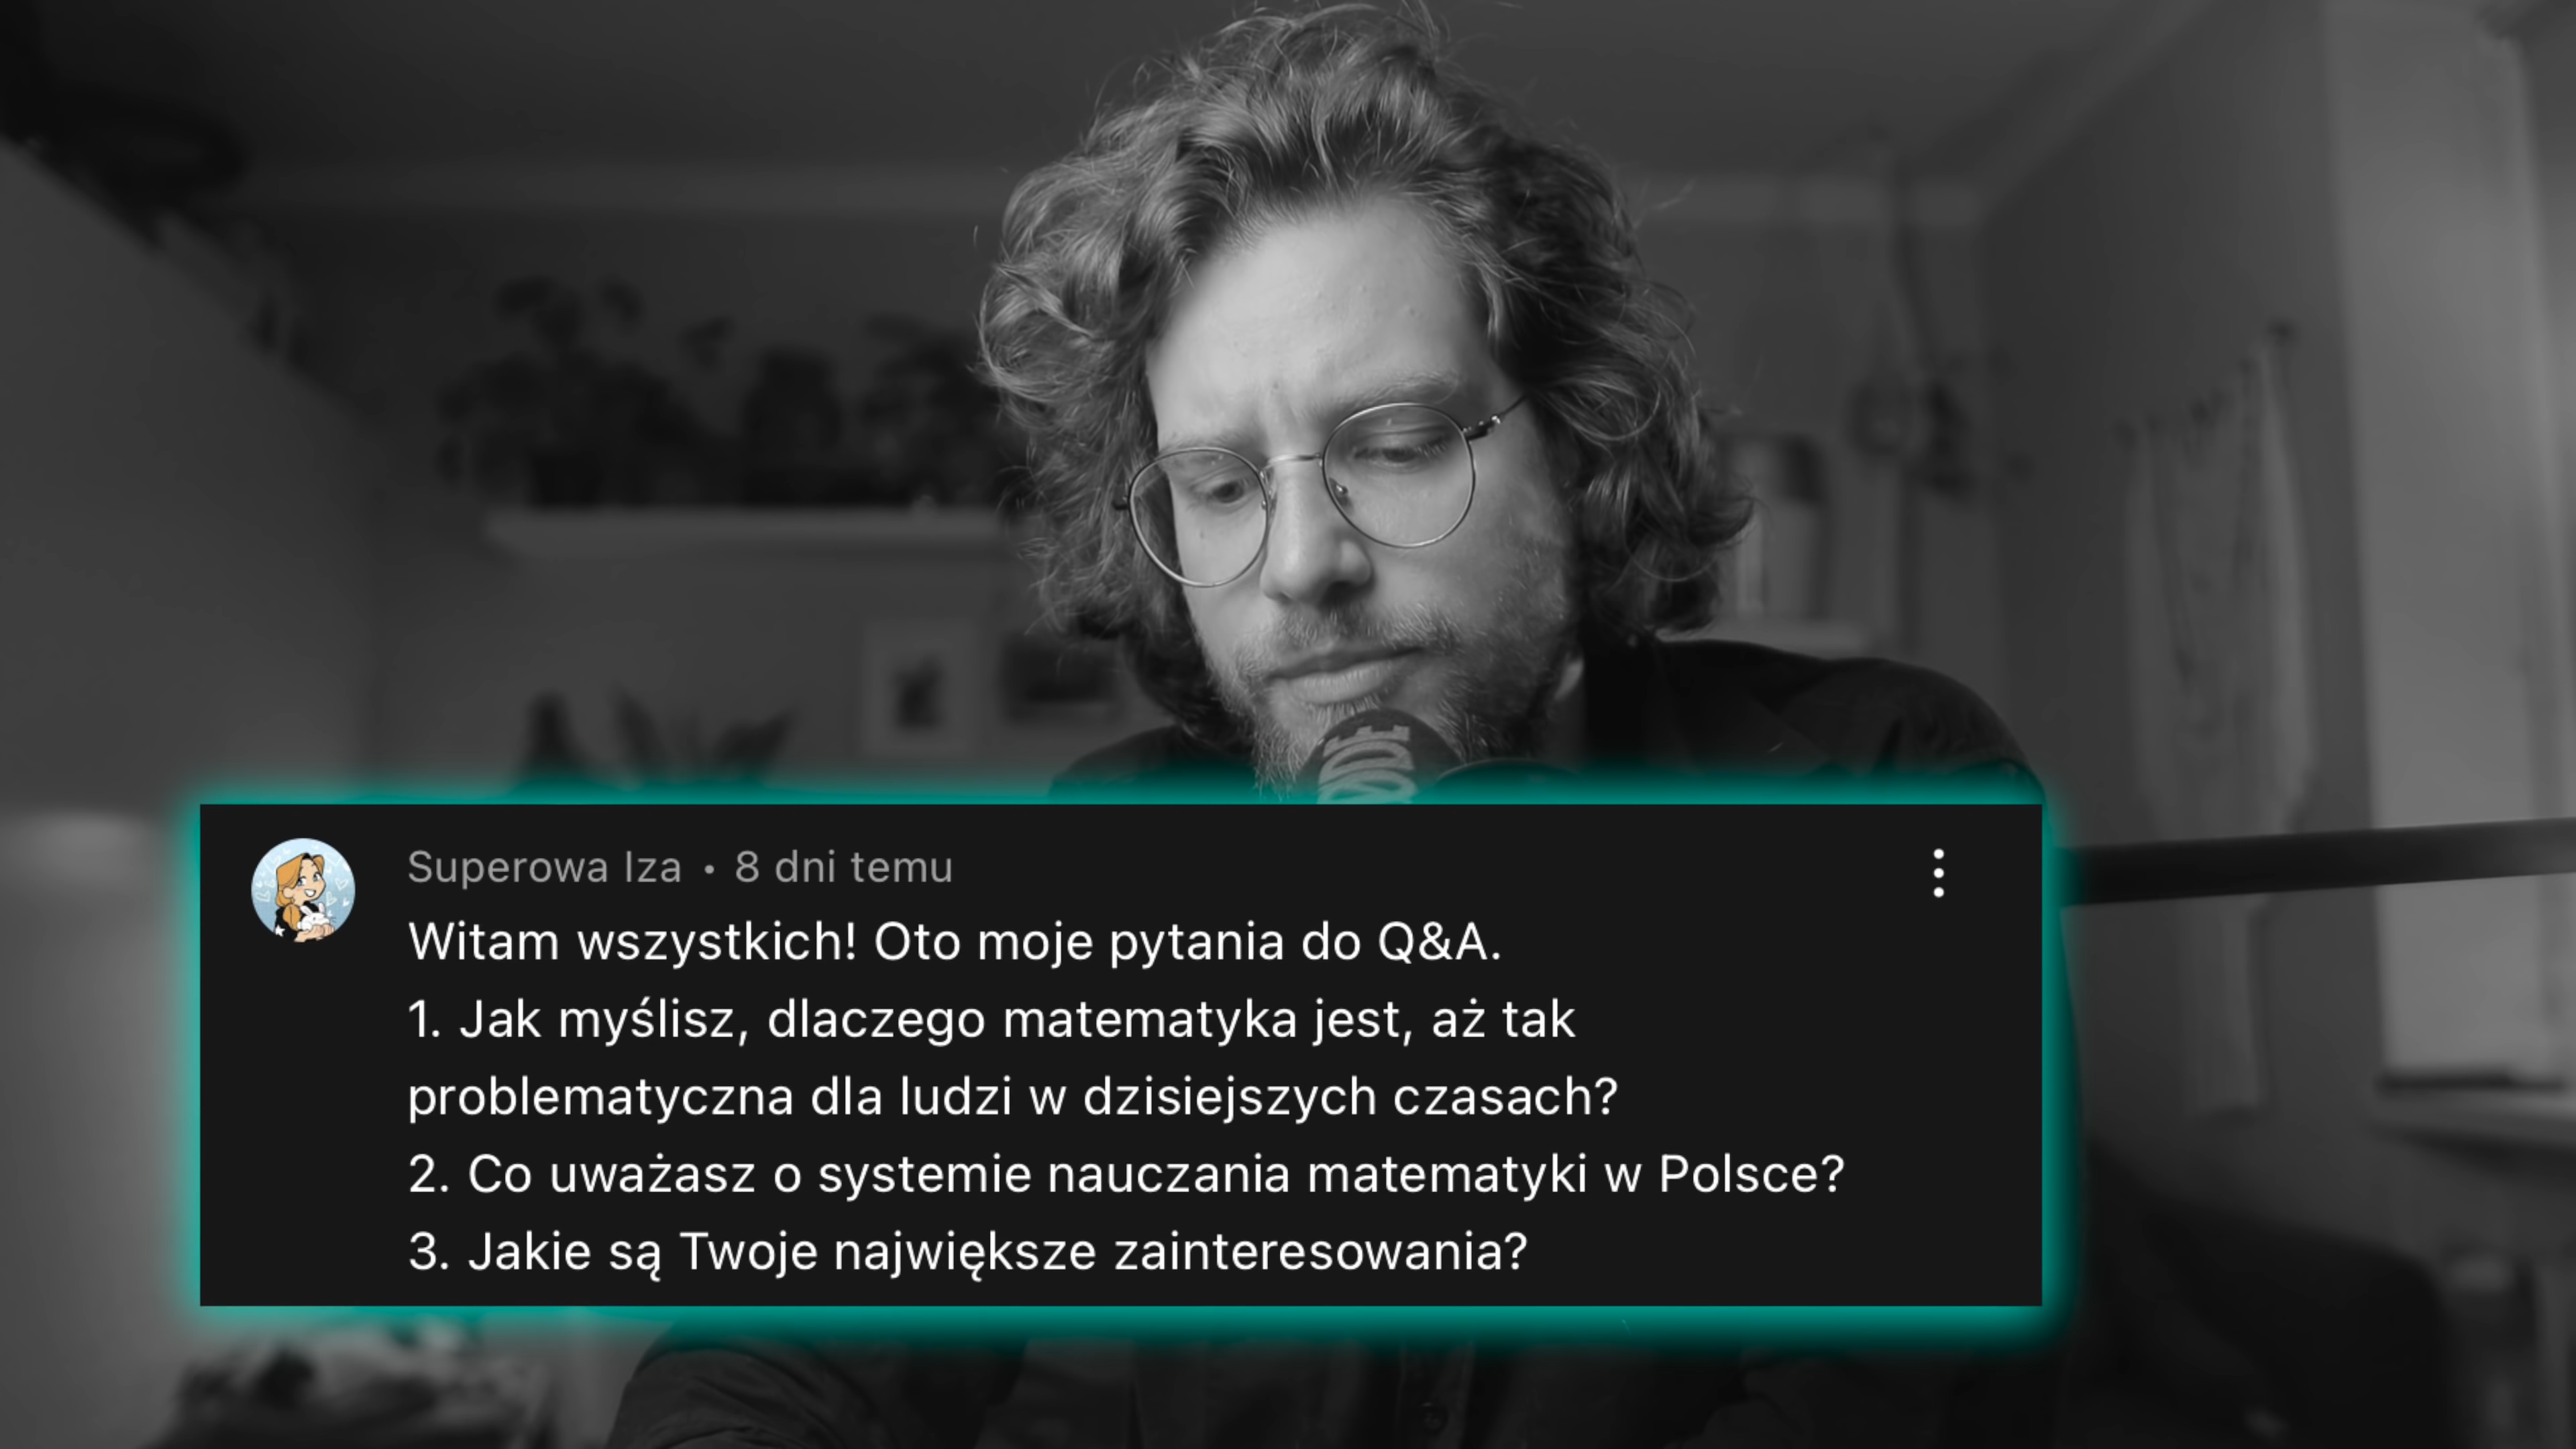 Superowa Iza • 8 dni temu
Witam wszystkich! Oto moje pytania do Q&A.
1. Jak myślisz, dlaczego matematyka jest, aż tak
problematyczna dla ludzi w dzisiejszych czasach?
2. Co uważasz o systemie nauczania matematyki w Polsce?
3. Jakie są Twoje największe zainteresowania?